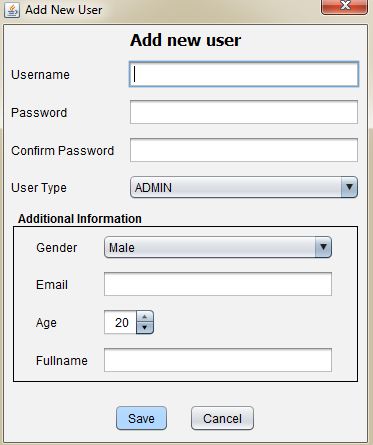 Add New User
Add new user
Username
Password
Confirm Password
User Type ADMIN
Additional Information
Gender Male
Email
Age 20
Fullname
Save Cancel